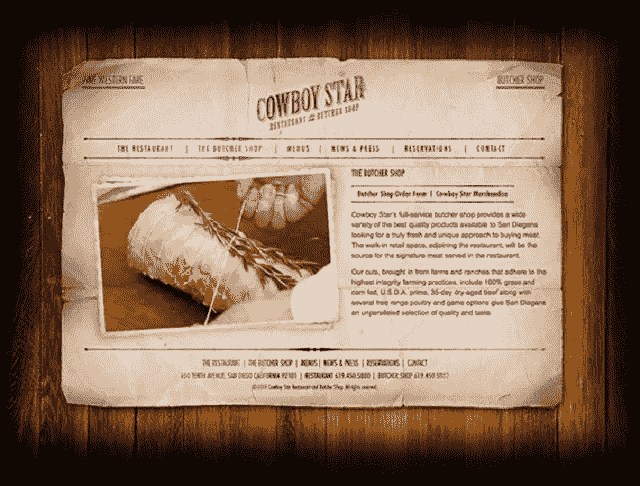 FINE WESTERN FARE
BUTCHER SHOP
COWBOY STAR
RESTAURANT AND BUTCHER SHOP
THE RESTAURANT | THE BUTCHER SHOP | MENUS | NEWS & PRESS | RESERVATIONS | CONTACT
THE BUTCHER SHOP
Butcher Shop Order Form | Cowboy Star Merchandise
Cowboy Star's full-service butcher shop provides a wide
variety of the best quality products available to San Diegans
looking for a truly fresh and unique approach to buying meat.
The walk-in retail space, adjoining the restaurant, will be the
source for the signature meat served in the restaurant.
Our cuts, brought in from farms and ranches that adhere to the
highest integrity farming practices, include 100% grass and
corn fed, U.S.D.A. prime, 35-day dry-aged beef along with
several free range poultry and game options give San Diegans
an unparalleled selection of quality and taste.
THE RESTAURANT | THE BUTCHER SHOP | MENUS | NEWS & PRESS | RESERVATIONS | CONTACT
640 TENTH AVENUE, SAN DIEGO CALIFORNIA 92101 | RESTAURANT 619.450.5880 | BUTCHER SHOP 619.450
Cowboy Star Restaurant and Butcher Shop. All rights reserved.